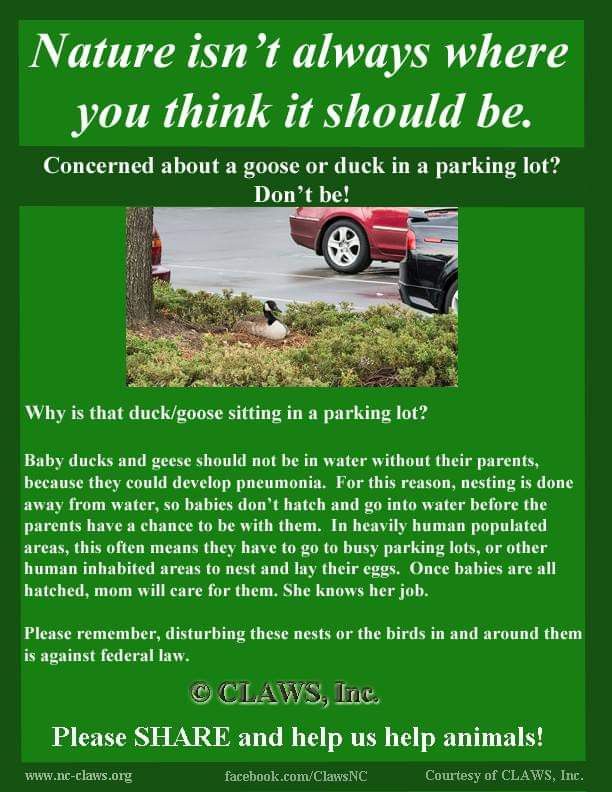 Nature isn't always where
you think it should be.
Concerned about a goose or duck in a parking lot?
Don't be!
Why is that duck/goose sitting in a parking lot?
Baby ducks and geese should not be in water without their parents,
because they could develop pneumonia. For this reason, nesting is done
away from water, so babies don't hatch and go into water before the
parents have a chance to be with them. In heavily human populated
areas, this often means they have to go to busy parking lots, or other
human inhabited areas to nest and lay their eggs. Once babies are all
hatched, mom will care for them. She knows her job.
Please remember, disturbing these nests or the birds in and around them
is against federal law.
© CLAWS, Inc.
Please SHARE and help us help animals!
www.nc-claws.org facebook.com/ClawsNC Courtesy of CLAWS, Inc.